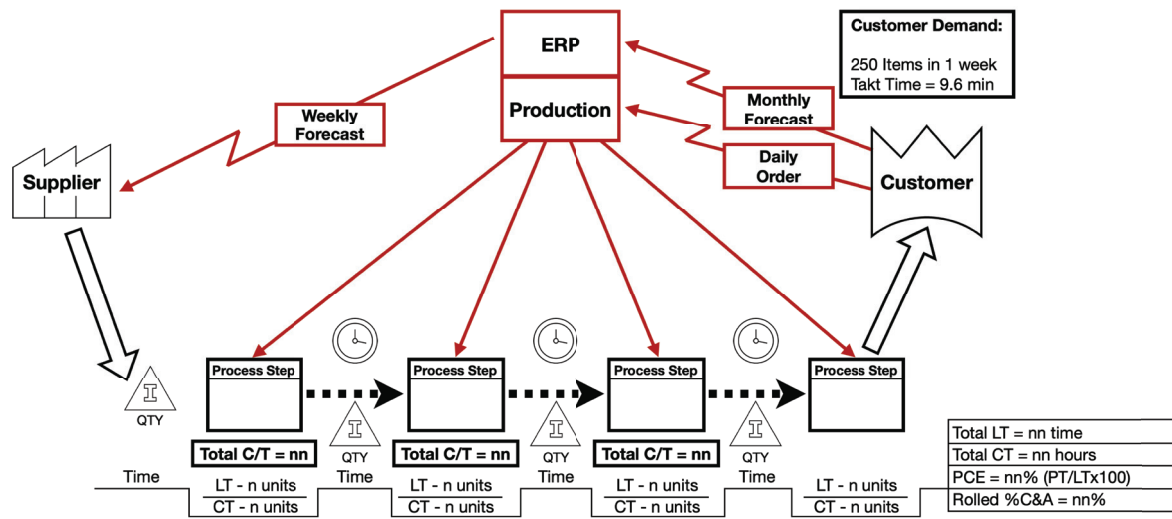 ERP
Production
Customer Demand:
250 Items in 1 week
Takt Time = 9.6 min
Weekly
Forecast
Monthly
Forecast
Daily
Order
Supplier
Customer
Process Step
Process Step
Process Step
Process Step
I
QTY
I
QTY
I
QTY
I
QTY
Total C/T = nn
Total C/T = nn
Total C/T = nn
Time
Time
Time
Time
LT - n units
CT - n units
LT - n units
CT - n units
LT - n units
CT - n units
LT - n units
CT - n units
Total LT = nn time
Total CT = nn hours
PCE = nn% (PT/LTx100)
Rolled %C&A = nn%